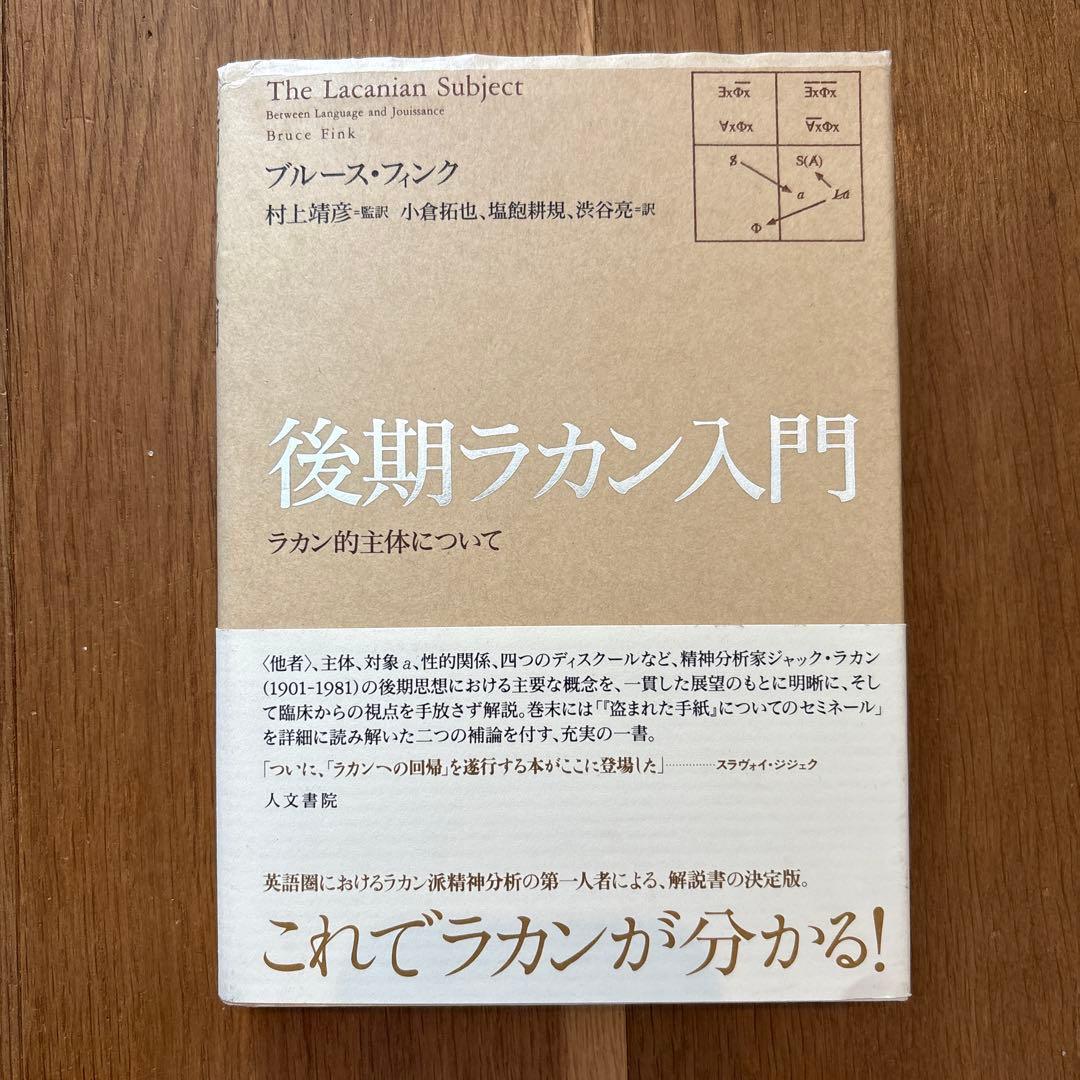 The Lacanian Subject
Between Language and Jouissance
Bruce Fink
ブルース・フィンク
村上靖彦=監訳 小倉拓也、塩飽耕規、渋谷亮=訳
∃xΦ̅x̅ ∃̅x̅Φ̅x̅
∀xΦx ∀̅xΦx
$ S(Ⱥ)
a L̸a
Φ
後期ラカン入門
ラカン的主体について
〈他者〉、主体、対象a、性的関係、四つのディスクールなど、精神分析家ジャック・ラカン
(1901-1981)の後期思想における主要な概念を、一貫した展望のもとに明晰に、そし
て臨床からの視点を手放さず解説。巻末には「『盗まれた手紙』についてのセミネール」
を詳細に読み解いた二つの補論を付す、充実の一書。
「ついに、「ラカンへの回帰」を遂行する本がここに登場した」…………スラヴォイ・ジジェク
人文書院
英語圏におけるラカン派精神分析の第一人者による、解説書の決定版。
これでラカンが分かる!